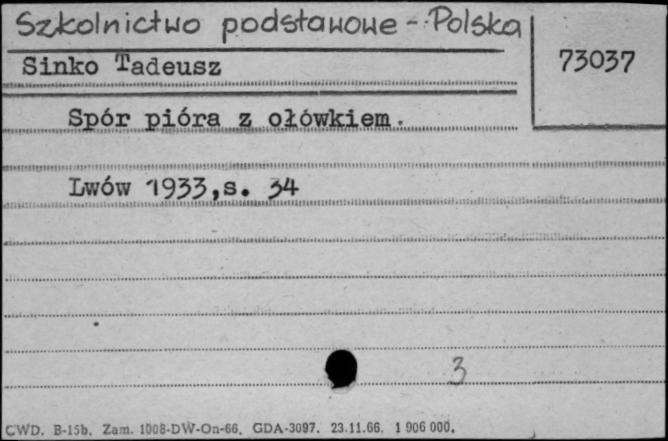 Szkolnictwo podstawowe - Polska
73037
Sinko Tadeusz
Spór pióra z ołówkiem.
Lwów 1933,s. 34
3
CWD. B-15b. Zam. 1008-DW-On-66. GDA-3097. 23.11.66. 1 906 000.